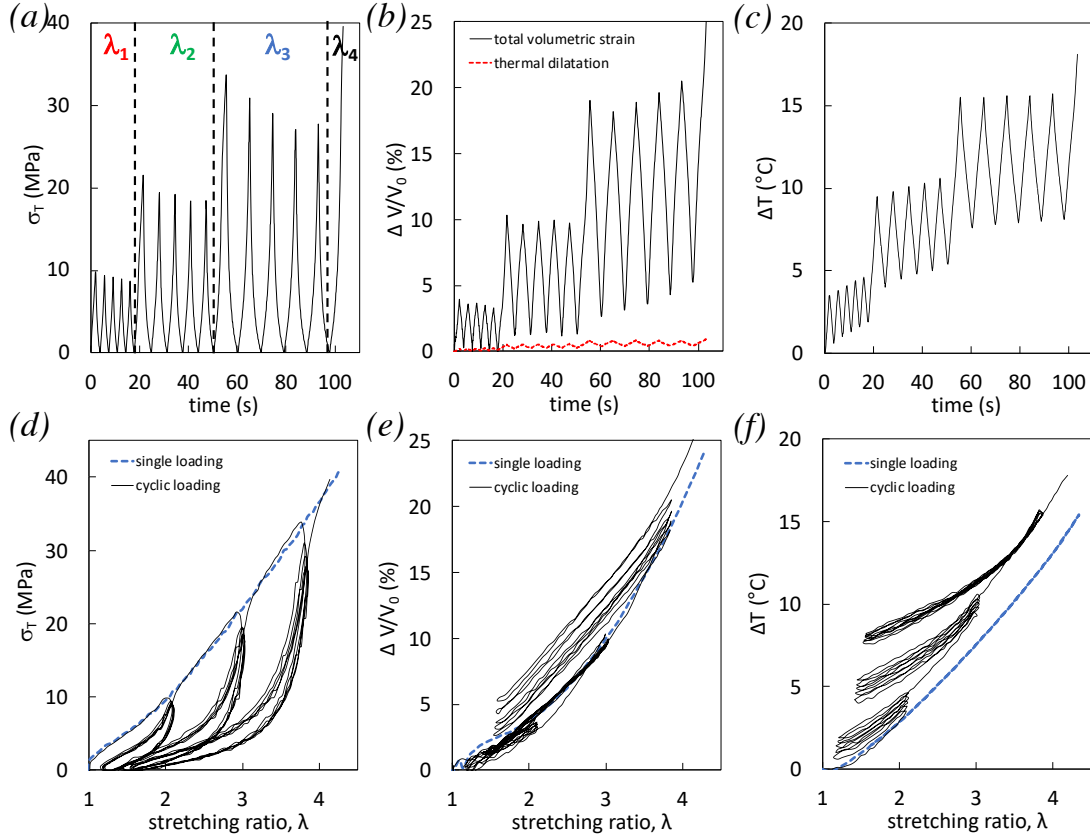 (a)
σT (MPa)
40
30
20
10
0
λ1
λ2
λ3
λ4
0 20 40 60 80 100
time (s)
(b)
Δ V/V0 (%)
25
20
15
10
5
0
total volumetric strain
thermal dilatation
0 20 40 60 80 100
time (s)
(c)
ΔT (°C)
20
15
10
5
0
0 20 40 60 80 100
time (s)
(d)
σT (MPa)
40
30
20
10
0
single loading
cyclic loading
1 2 3 4
stretching ratio, λ
(e)
Δ V/V0 (%)
25
20
15
10
5
0
single loading
cyclic loading
1 2 3 4
stretching ratio, λ
(f)
ΔT (°C)
20
15
10
5
0
single loading
cyclic loading
1 2 3 4
stretching ratio, λ